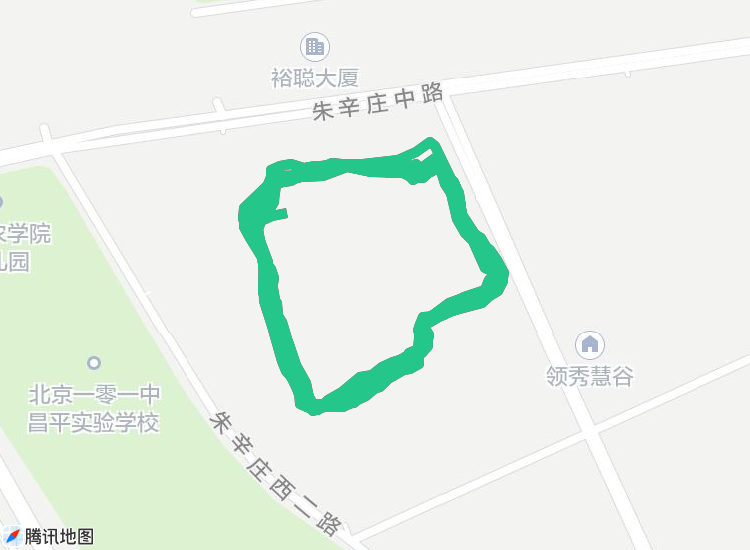 裕聪大厦
朱辛庄中路
农学院
儿园
领秀慧谷
北京一零一中
昌平实验学校
朱辛庄西二路
腾讯地图